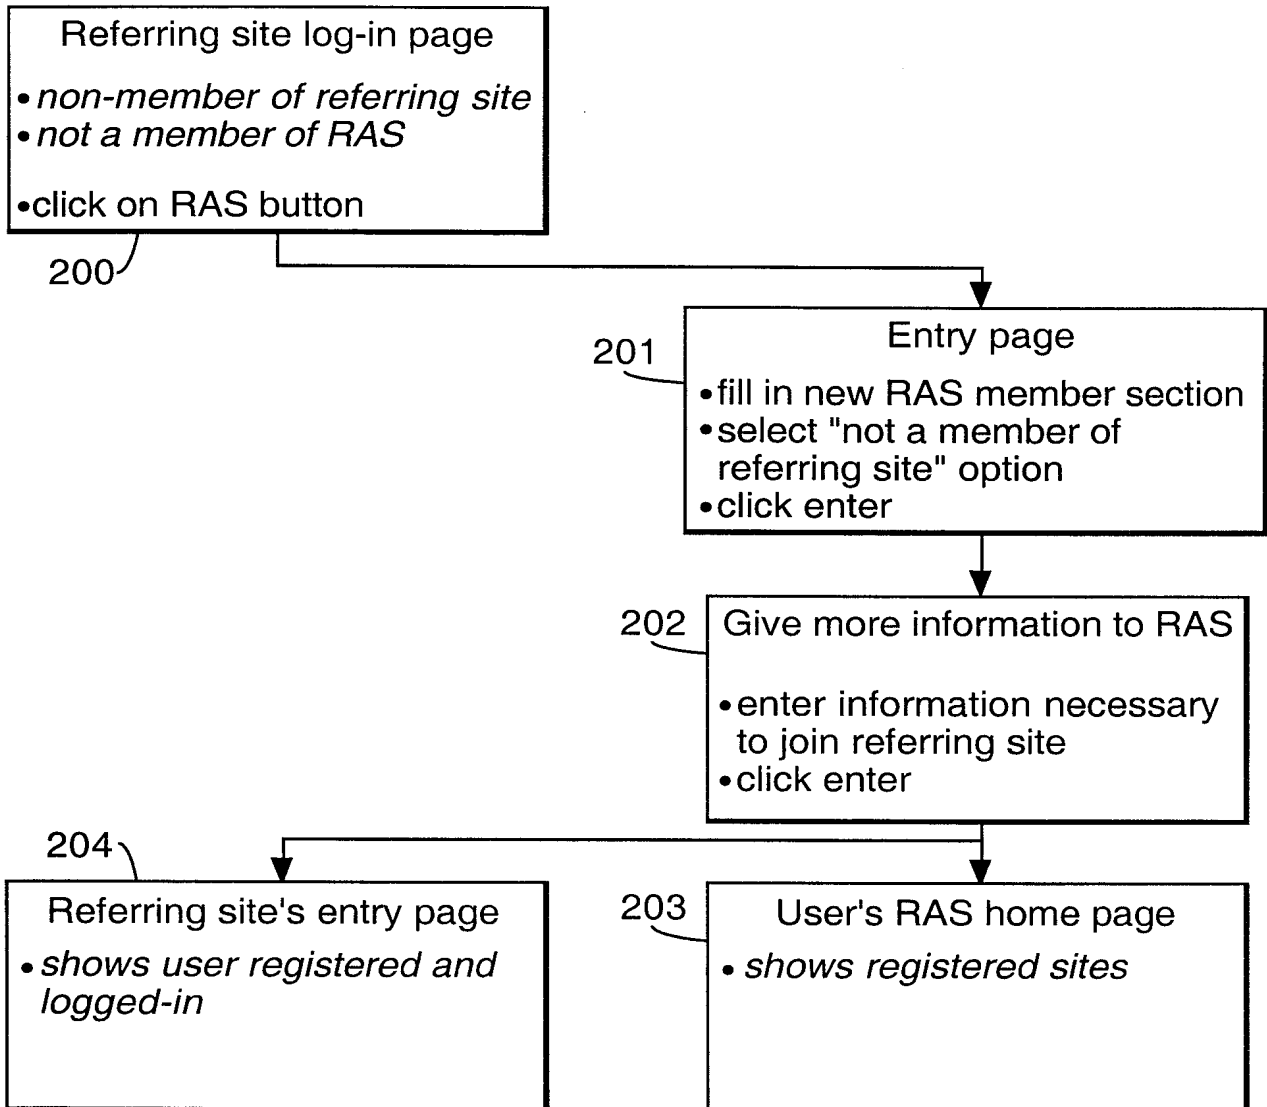 Referring site log-in page
•non-member of referring site
•not a member of RAS
•click on RAS button
200
201
Entry page
•fill in new RAS member section
•select "not a member of
referring site" option
•click enter
202
Give more information to RAS
•enter information necessary
to join referring site
•click enter
204
Referring site's entry page
•shows user registered and
logged-in
203
User's RAS home page
•shows registered sites